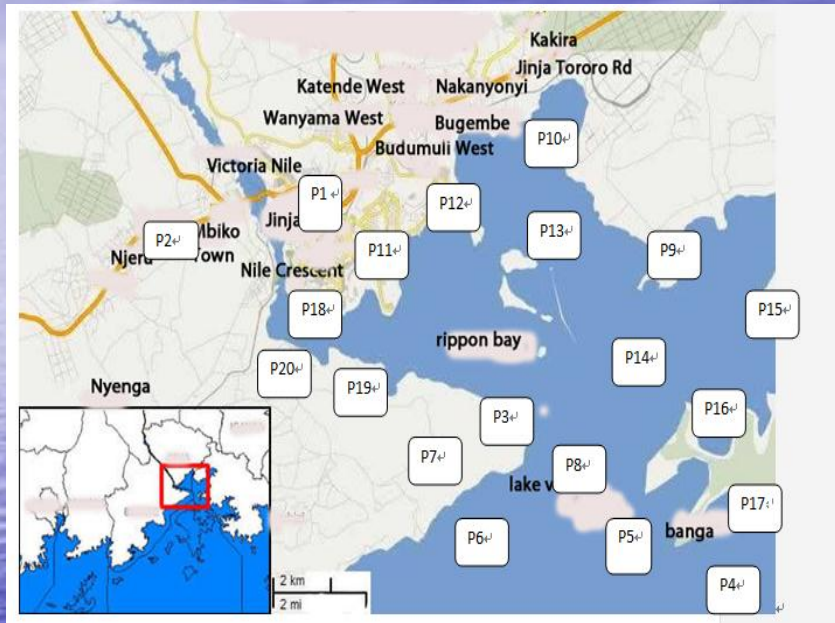 Kakira
Jinja Tororo Rd
Katende West
Nakanyonyi
Wanyama West
Bugembe
P10
Budumuli West
Victoria Nile
P1
P12
Jinja
P13
P2
Mbiko
Town
Njeru
P11
P9
Nile Crescent
P18
P15
rippon bay
P14
P20
P19
Nyenga
P16
P3
P7
P8
lake v
P17
P6
P5
banga
P4
2 km
2 mi